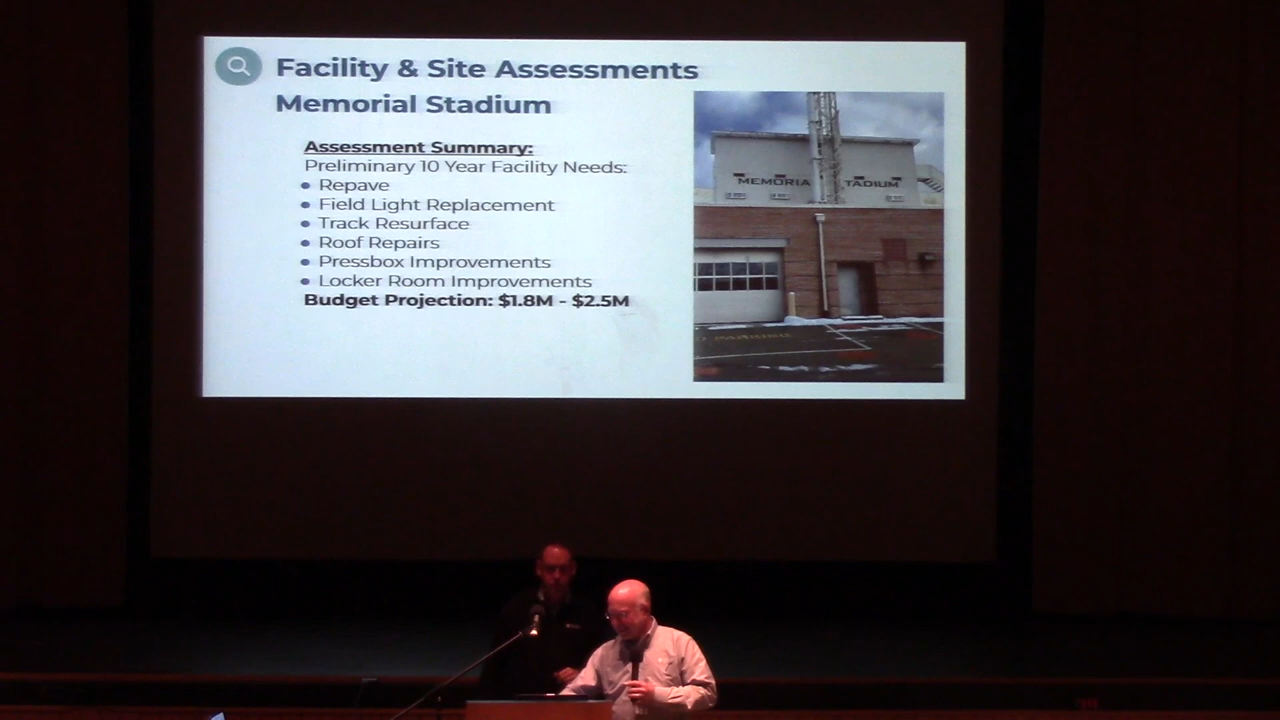 Facility & Site Assessments
Memorial Stadium
Assessment Summary:
Preliminary 10 Year Facility Needs:
• Repave
• Field Light Replacement
• Track Resurface
• Roof Repairs
• Pressbox Improvements
• Locker Room Improvements
Budget Projection: $1.8M - $2.5M
MEMORIA TADIUM
PARKING